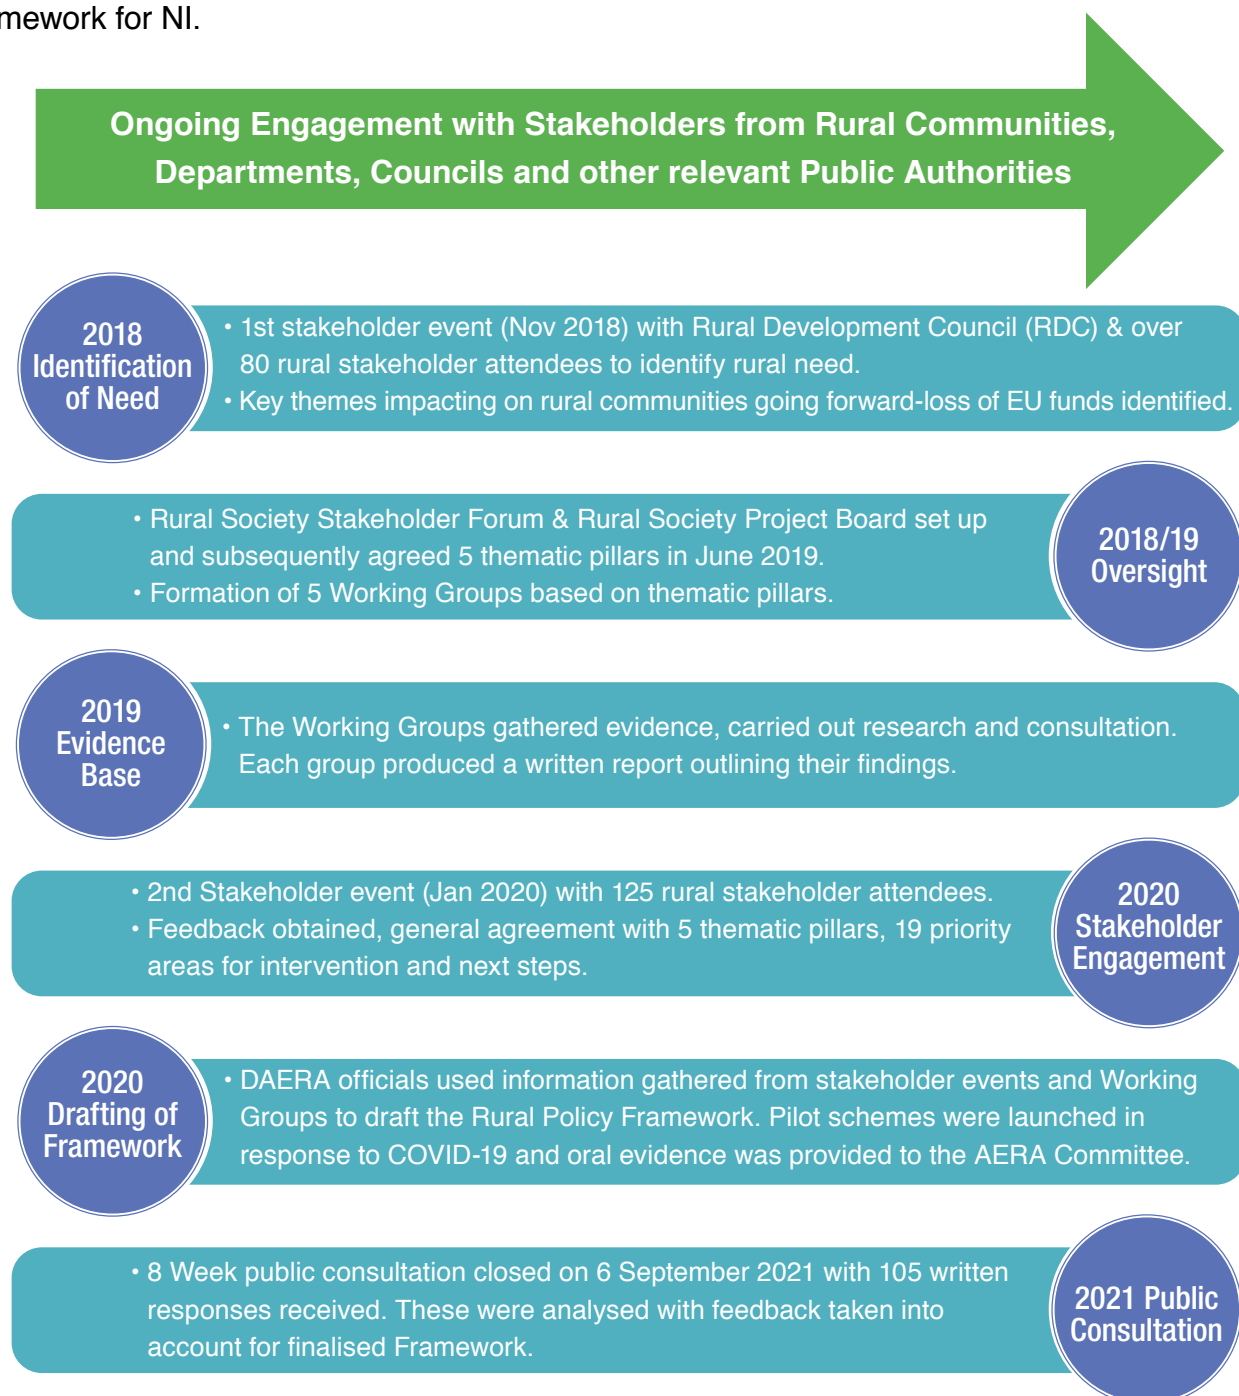 mework for NI.
Ongoing Engagement with Stakeholders from Rural Communities,
Departments, Councils and other relevant Public Authorities
2018
Identification
of Need
• 1st stakeholder event (Nov 2018) with Rural Development Council (RDC) & over
80 rural stakeholder attendees to identify rural need.
• Key themes impacting on rural communities going forward-loss of EU funds identified.
• Rural Society Stakeholder Forum & Rural Society Project Board set up
and subsequently agreed 5 thematic pillars in June 2019.
• Formation of 5 Working Groups based on thematic pillars.
2018/19
Oversight
2019
Evidence
Base
• The Working Groups gathered evidence, carried out research and consultation.
Each group produced a written report outlining their findings.
• 2nd Stakeholder event (Jan 2020) with 125 rural stakeholder attendees.
• Feedback obtained, general agreement with 5 thematic pillars, 19 priority
areas for intervention and next steps.
2020
Stakeholder
Engagement
2020
Drafting of
Framework
• DAERA officials used information gathered from stakeholder events and Working
Groups to draft the Rural Policy Framework. Pilot schemes were launched in
response to COVID-19 and oral evidence was provided to the AERA Committee.
• 8 Week public consultation closed on 6 September 2021 with 105 written
responses received. These were analysed with feedback taken into
account for finalised Framework.
2021 Public
Consultation